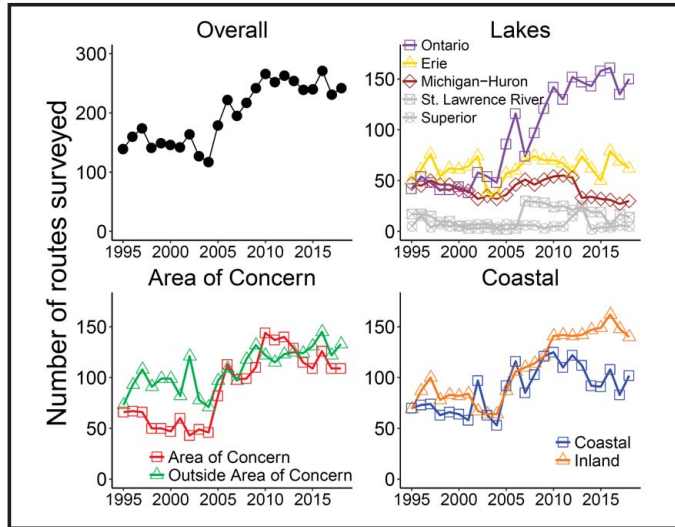 Number of routes surveyed
Overall
300
200
100
0
1995 2000 2005 2010 2015
Lakes
Ontario
Erie
Michigan–Huron
St. Lawrence River
Superior
150
100
50
0
1995 2000 2005 2010 2015
Area of Concern
150
100
50
0
Area of Concern
Outside Area of Concern
1995 2000 2005 2010 2015
Coastal
150
100
50
0
Coastal
Inland
1995 2000 2005 2010 2015